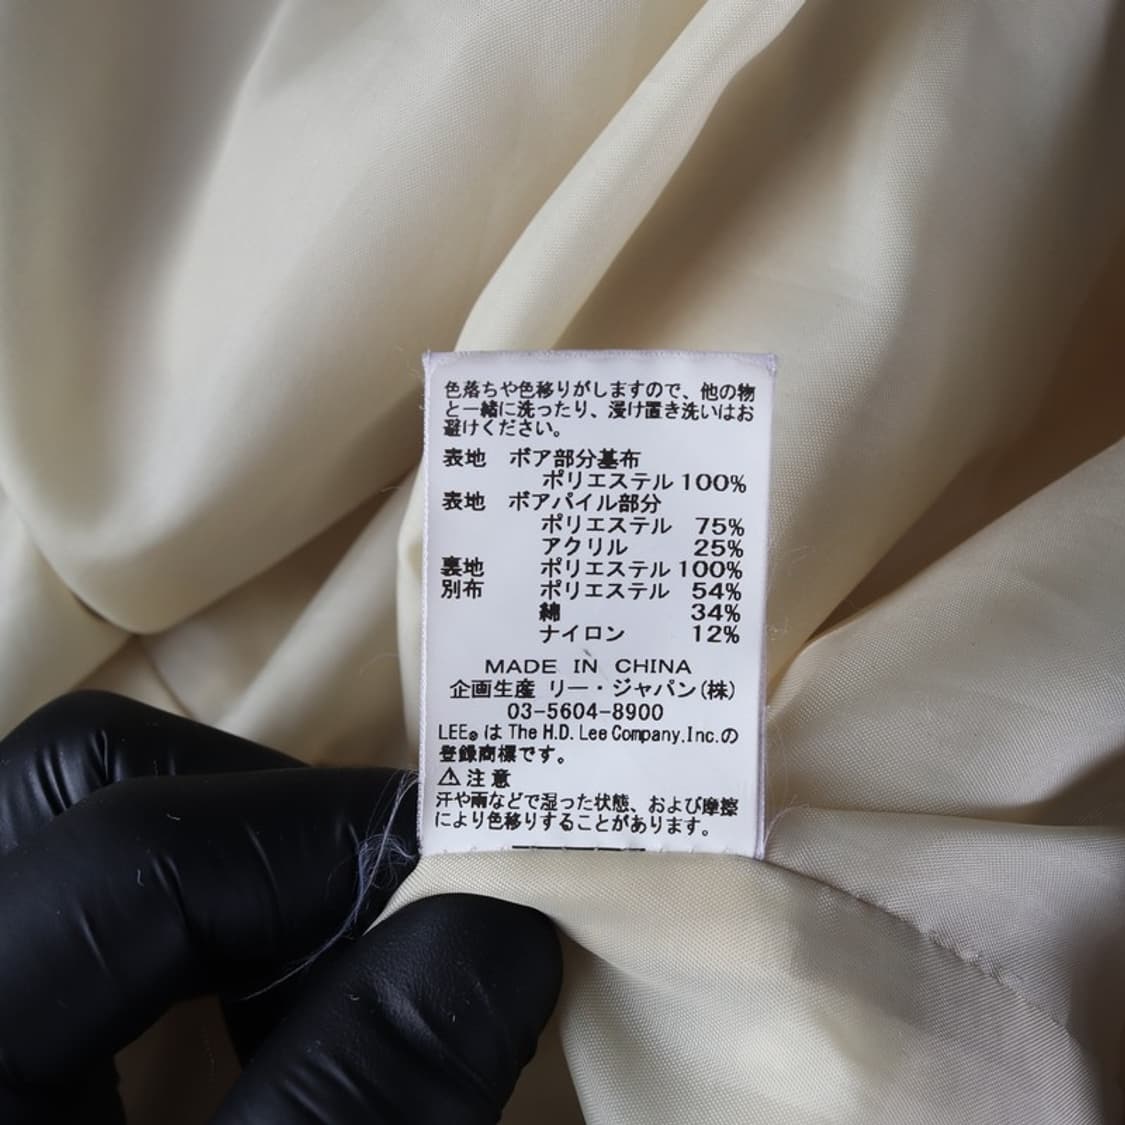 色落ちや色移りがしますので、他の物
と一緒に洗ったり、浸け置き洗いはお
避けください。
表地 ボア部分基布
ポリエステル 100%
表地 ボアパイル部分
ポリエステル 75%
アクリル 25%
裏地 ポリエステル 100%
別布 ポリエステル 54%
綿 34%
ナイロン 12%
MADE IN CHINA
企画生産 リー・ジャパン(株)
03-5604-8900
LEE® は The H.D. Lee Company,Inc.の
登録商標です。
⚠ 注意
汗や雨などで湿った状態、および摩擦
により色移りすることがあります。